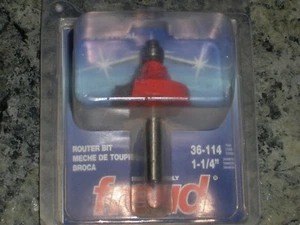 ROUTER BIT
36-114
MECHE DE TOUPIE
1-1/4"
BROCA
freud